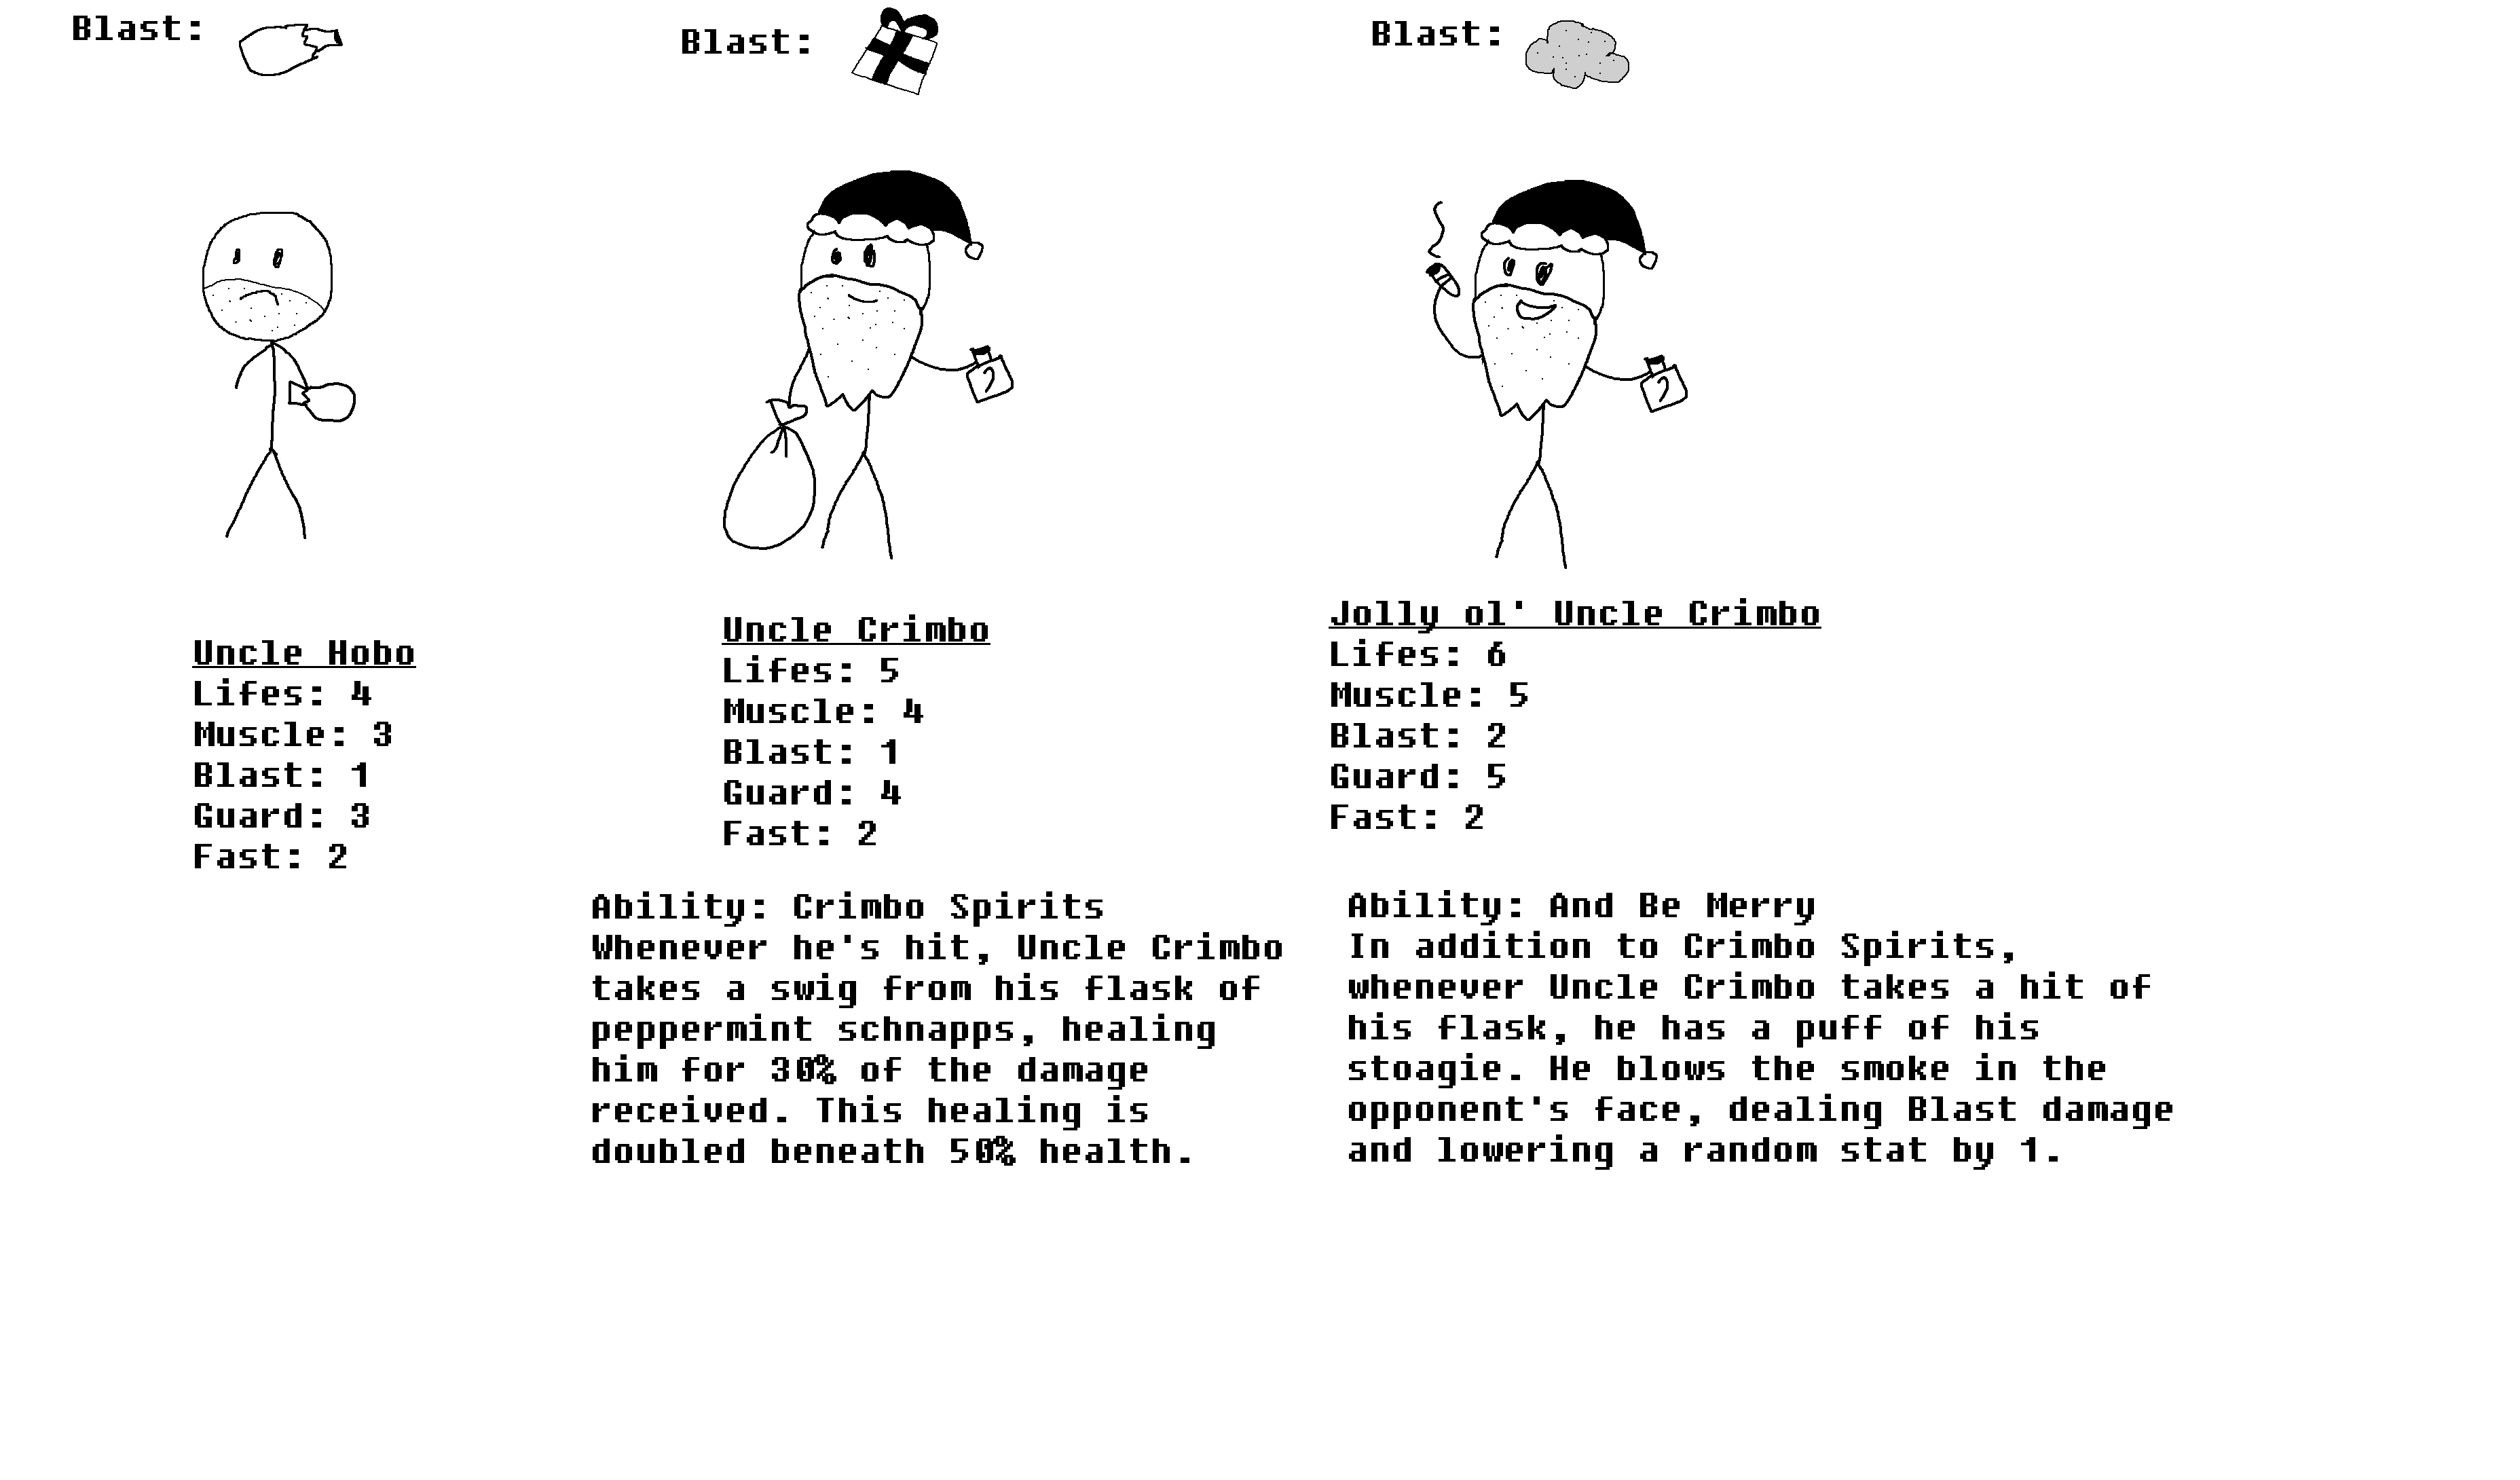 Blast:
Blast:
Blast:
Uncle Hobo
Lifes: 4
Muscle: 3
Blast: 1
Guard: 3
Fast: 2
Uncle Crimbo
Lifes: 5
Muscle: 4
Blast: 1
Guard: 4
Fast: 2
Ability: Crimbo Spirits
Whenever he's hit, Uncle Crimbo
takes a swig from his flask of
peppermint schnapps, healing
him for 30% of the damage
received. This healing is
doubled beneath 50% health.
Jolly ol' Uncle Crimbo
Lifes: 6
Muscle: 5
Blast: 2
Guard: 5
Fast: 2
Ability: And Be Merry
In addition to Crimbo Spirits,
whenever Uncle Crimbo takes a hit of
his flask, he has a puff of his
stoagie. He blows the smoke in the
opponent's face, dealing Blast damage
and lowering a random stat by 1.